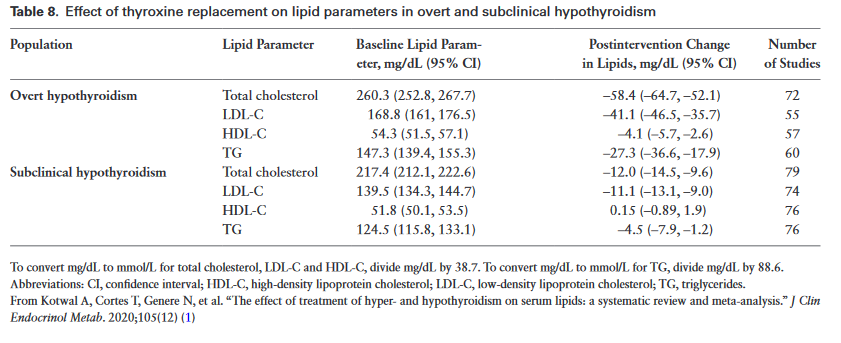 Table 8. Effect of thyroxine replacement on lipid parameters in overt and subclinical hypothyroidism
Population Lipid Parameter Baseline Lipid Param- Postintervention Change Number
eter, mg/dL (95% CI) in Lipids, mg/dL (95% CI) of Studies
Overt hypothyroidism Total cholesterol 260.3 (252.8, 267.7) –58.4 (–64.7, –52.1) 72
LDL-C 168.8 (161, 176.5) –41.1 (–46.5, –35.7) 55
HDL-C 54.3 (51.5, 57.1) –4.1 (–5.7, –2.6) 57
TG 147.3 (139.4, 155.3) –27.3 (–36.6, –17.9) 60
Subclinical hypothyroidism Total cholesterol 217.4 (212.1, 222.6) –12.0 (–14.5, –9.6) 79
LDL-C 139.5 (134.3, 144.7) –11.1 (–13.1, –9.0) 74
HDL-C 51.8 (50.1, 53.5) 0.15 (–0.89, 1.9) 76
TG 124.5 (115.8, 133.1) –4.5 (–7.9, –1.2) 76
To convert mg/dL to mmol/L for total cholesterol, LDL-C and HDL-C, divide mg/dL by 38.7. To convert mg/dL to mmol/L for TG, divide mg/dL by 88.6.
Abbreviations: CI, confidence interval; HDL-C, high-density lipoprotein cholesterol; LDL-C, low-density lipoprotein cholesterol; TG, triglycerides.
From Kotwal A, Cortes T, Genere N, et al. “The effect of treatment of hyper- and hypothyroidism on serum lipids: a systematic review and meta-analysis.” J Clin
Endocrinol Metab. 2020;105(12) (1)